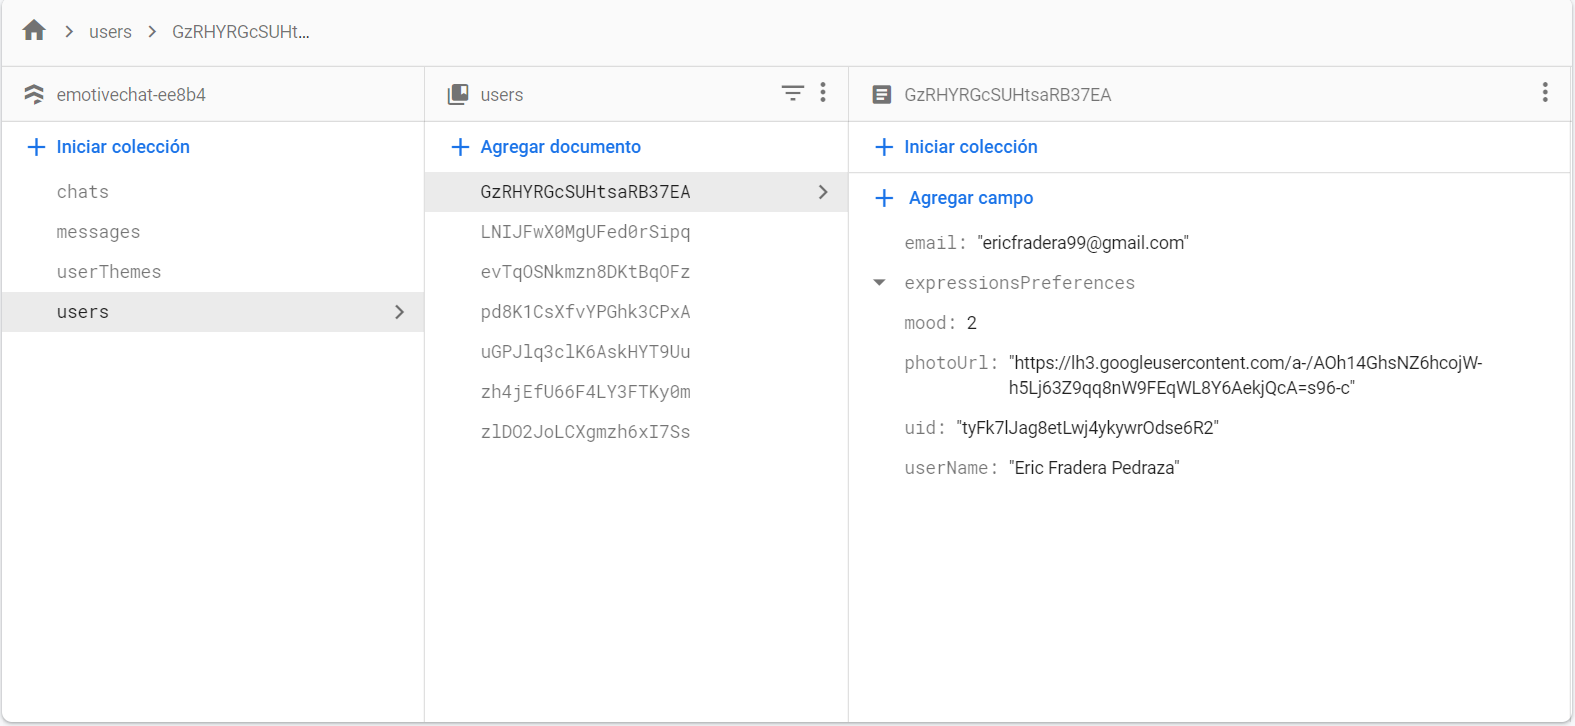 users
GzRHYRGcSUHt...
emotivechat-ee8b4
users
GzRHYRGcSUHtsaRB37EA
Iniciar colección
chats
messages
userThemes
users
Agregar documento
GzRHYRGcSUHtsaRB37EA
LNIJFwX0MgUFed0rSipq
evTqOSNkmzn8DKtBqOFz
pd8K1CsXfvYPGhk3CPxA
uGPJlq3clK6AskHYT9Uu
zh4jEfU66F4LY3FTKy0m
zlDO2JoLCXgmzh6xI7Ss
Iniciar colección
Agregar campo
email: "ericfradera99@gmail.com"
expressionsPreferences
mood: 2
photoUrl: "https://lh3.googleusercontent.com/a-/AOh14GhsNZ6hcojW-
h5Lj63Z9qq8nW9FEqWL8Y6AekjQcA=s96-c"
uid: "tyFk7lJag8etLwj4ykywrOdse6R2"
userName: "Eric Fradera Pedraza"